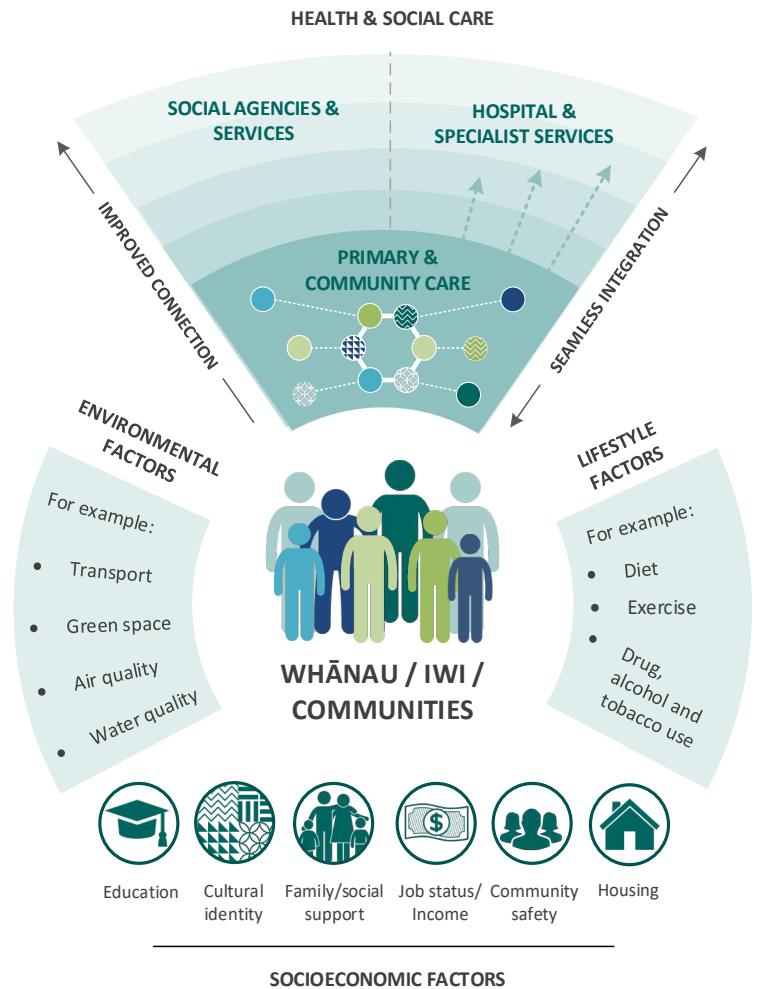 HEALTH & SOCIAL CARE
SOCIAL AGENCIES &
SERVICES
HOSPITAL &
SPECIALIST SERVICES
IMPROVED CONNECTION
SEAMLESS INTEGRATION
PRIMARY &
COMMUNITY CARE
ENVIRONMENTAL
FACTORS
For example:
• Transport
• Green space
• Air quality
• Water quality
LIFESTYLE
FACTORS
For example:
• Diet
• Exercise
• Drug,
alcohol and
tobacco use
WHĀNAU / IWI /
COMMUNITIES
$
Education
Cultural
identity
Family/social
support
Job status/
Income
Community
safety
Housing
SOCIOECONOMIC FACTORS